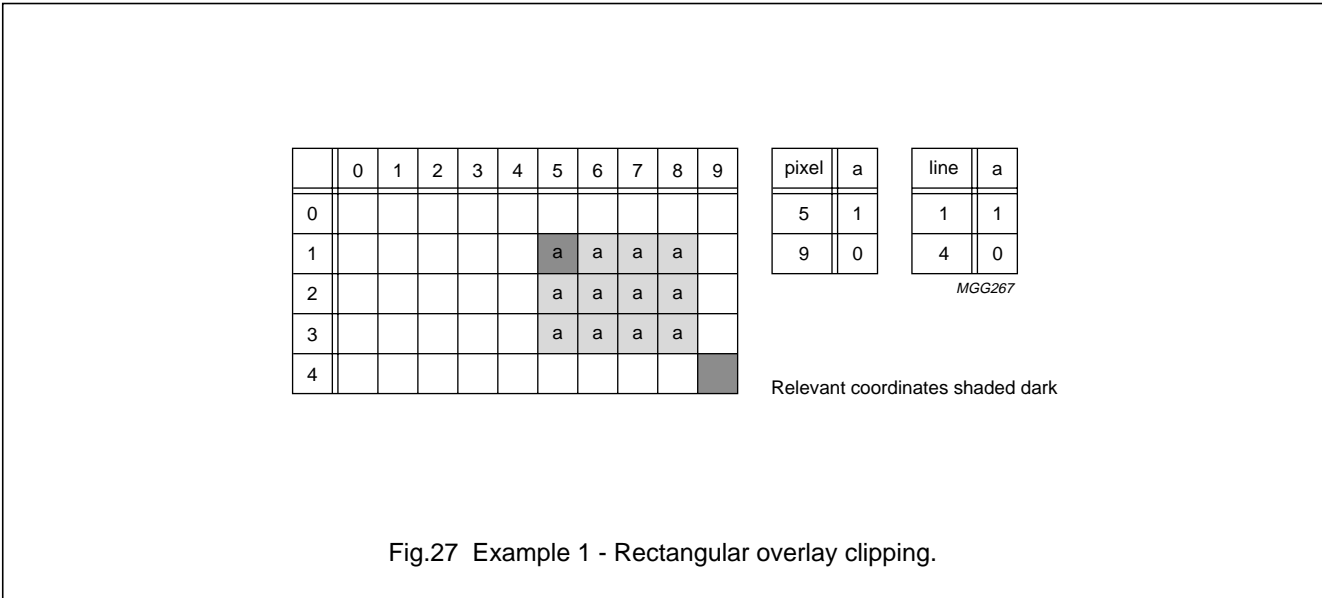 0 1 2 3 4 5 6 7 8 9
0
1 a a a a
2 a a a a
3 a a a a
4
pixel a
5 1
9 0
line a
1 1
4 0
MGG267
Relevant coordinates shaded dark
Fig.27 Example 1 - Rectangular overlay clipping.